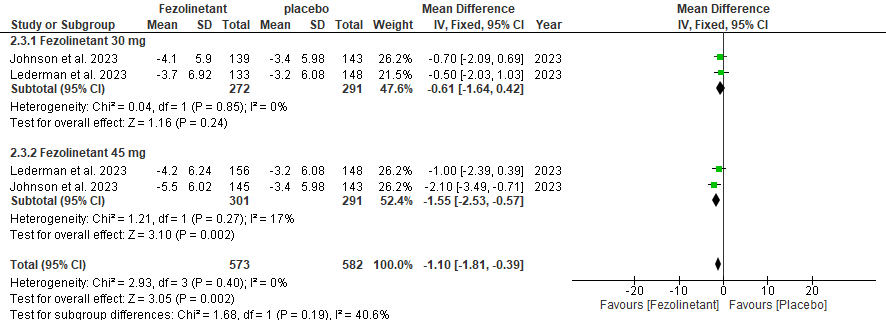 Fezolinetant placebo Mean Difference Mean Difference
Study or Subgroup Mean SD Total Mean SD Total Weight IV, Fixed, 95% CI Year IV, Fixed, 95% CI
2.3.1 Fezolinetant 30 mg
Johnson et al. 2023 -4.1 5.9 139 -3.4 5.98 143 26.2% -0.70 [-2.09, 0.69] 2023
Lederman et al. 2023 -3.7 6.92 133 -3.2 6.08 148 21.5% -0.50 [-2.03, 1.03] 2023
Subtotal (95% CI) 272 291 47.6% -0.61 [-1.64, 0.42]
Heterogeneity: Chi² = 0.04, df = 1 (P = 0.85); I² = 0%
Test for overall effect: Z = 1.16 (P = 0.24)
2.3.2 Fezolinetant 45 mg
Lederman et al. 2023 -4.2 6.24 156 -3.2 6.08 148 26.2% -1.00 [-2.39, 0.39] 2023
Johnson et al. 2023 -5.5 6.02 145 -3.4 5.98 143 26.2% -2.10 [-3.49, -0.71] 2023
Subtotal (95% CI) 301 291 52.4% -1.55 [-2.53, -0.57]
Heterogeneity: Chi² = 1.21, df = 1 (P = 0.27); I² = 17%
Test for overall effect: Z = 3.10 (P = 0.002)
Total (95% CI) 573 582 100.0% -1.10 [-1.81, -0.39]
Heterogeneity: Chi² = 2.93, df = 3 (P = 0.40); I² = 0%
Test for overall effect: Z = 3.05 (P = 0.002)
Test for subgroup differences: Chi² = 1.68, df = 1 (P = 0.19), I² = 40.6%
-20 -10 0 10 20
Favours [Fezolinetant] Favours [Placebo]